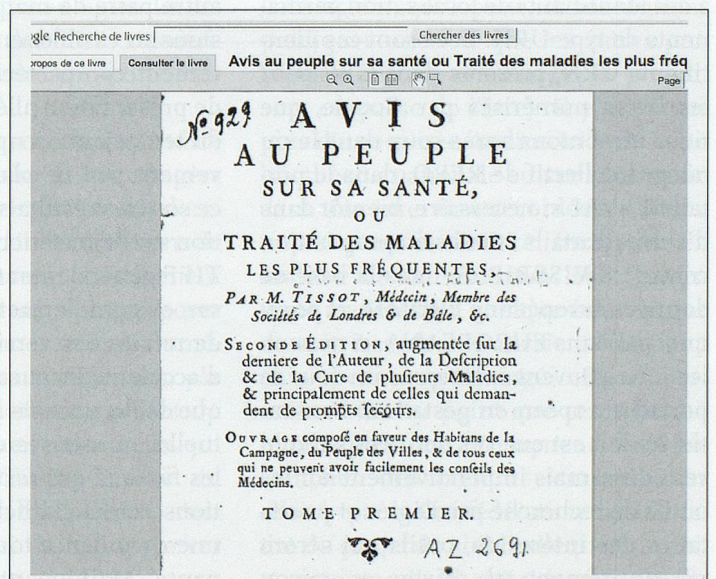 gle Recherche de livres
Chercher des livres
ropos de ce livre
Consulter le livre
Avis au peuple sur sa santé ou Traité des maladies les plus fréq
Page
Nº. 929
AVIS
AU PEUPLE
SUR SA SANTÉ,
OU
TRAITÉ DES MALADIES
LES PLUS FRÉQUENTES;
PAR M. TISSOT, Médecin, Membre des
Sociétés de Londres & de Bâle, &c.
SECONDE ÉDITION, augmentée ſur la
derniere de l'Auteur, de la Deſcription
& de la Cure de pluſieurs Maladies,
& principalement de celles qui deman-
dent de prompts ſecours.
OUVRAGE compoſé en faveur des Habitans de la
Campagne, du Peuple des Villes, & de tous ceux
qui ne peuvent avoir facilement les conſeils des
Médecins.
TOME PREMIER.
AZ 269